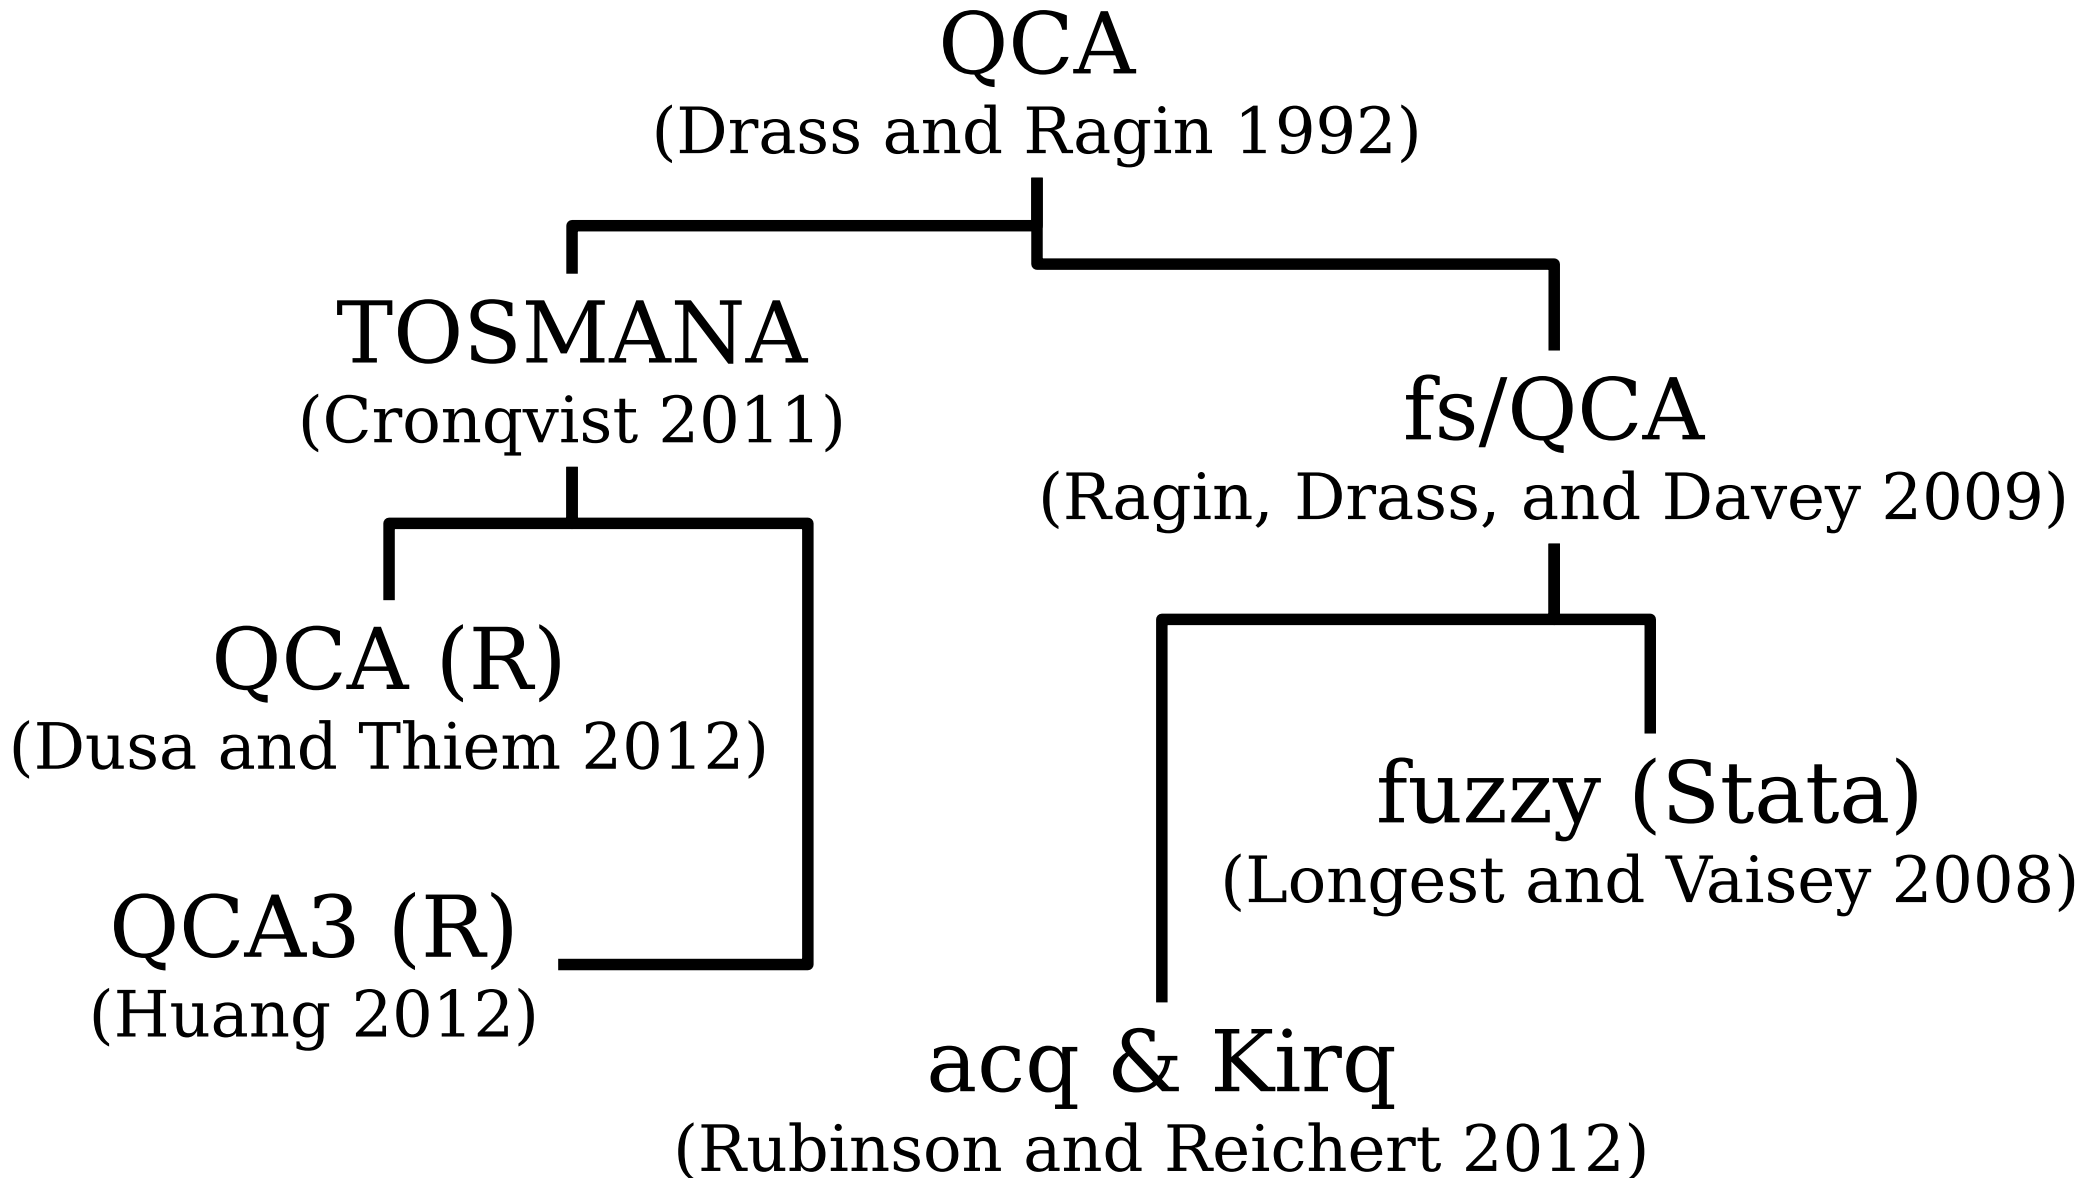 QCA
(Drass and Ragin 1992)
TOSMANA
(Cronqvist 2011)
fs/QCA
(Ragin, Drass, and Davey 2009)
QCA (R)
(Dusa and Thiem 2012)
fuzzy (Stata)
(Longest and Vaisey 2008)
QCA3 (R)
(Huang 2012)
acq & Kirq
(Rubinson and Reichert 2012)